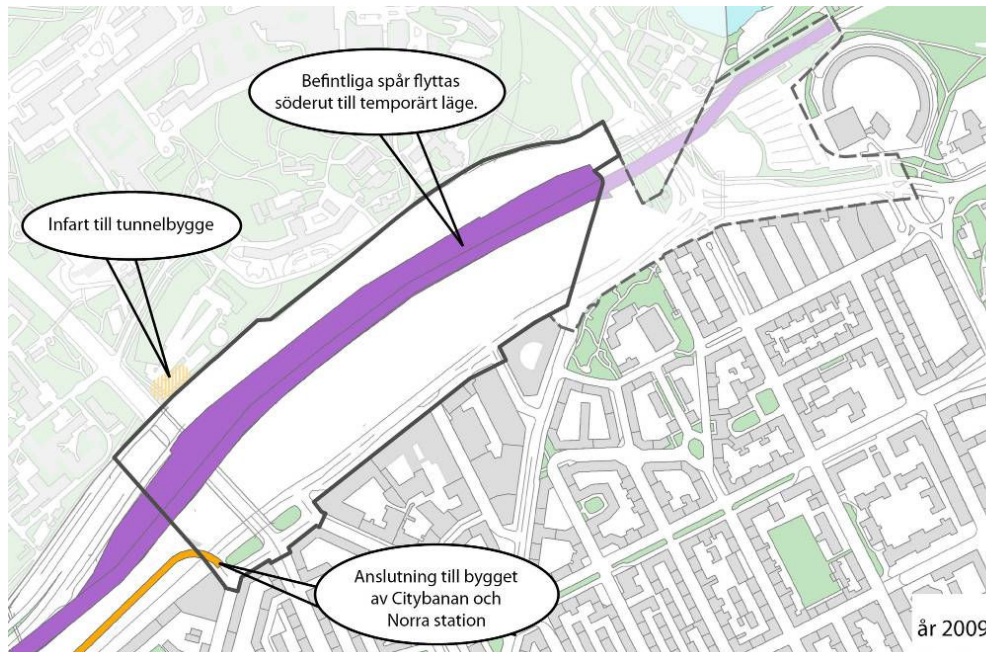 Befintliga spår flyttas
söderut till temporärt läge.
Infart till tunnelbygge
Anslutning till bygget
av Citybanan och
Norra station
år 2009